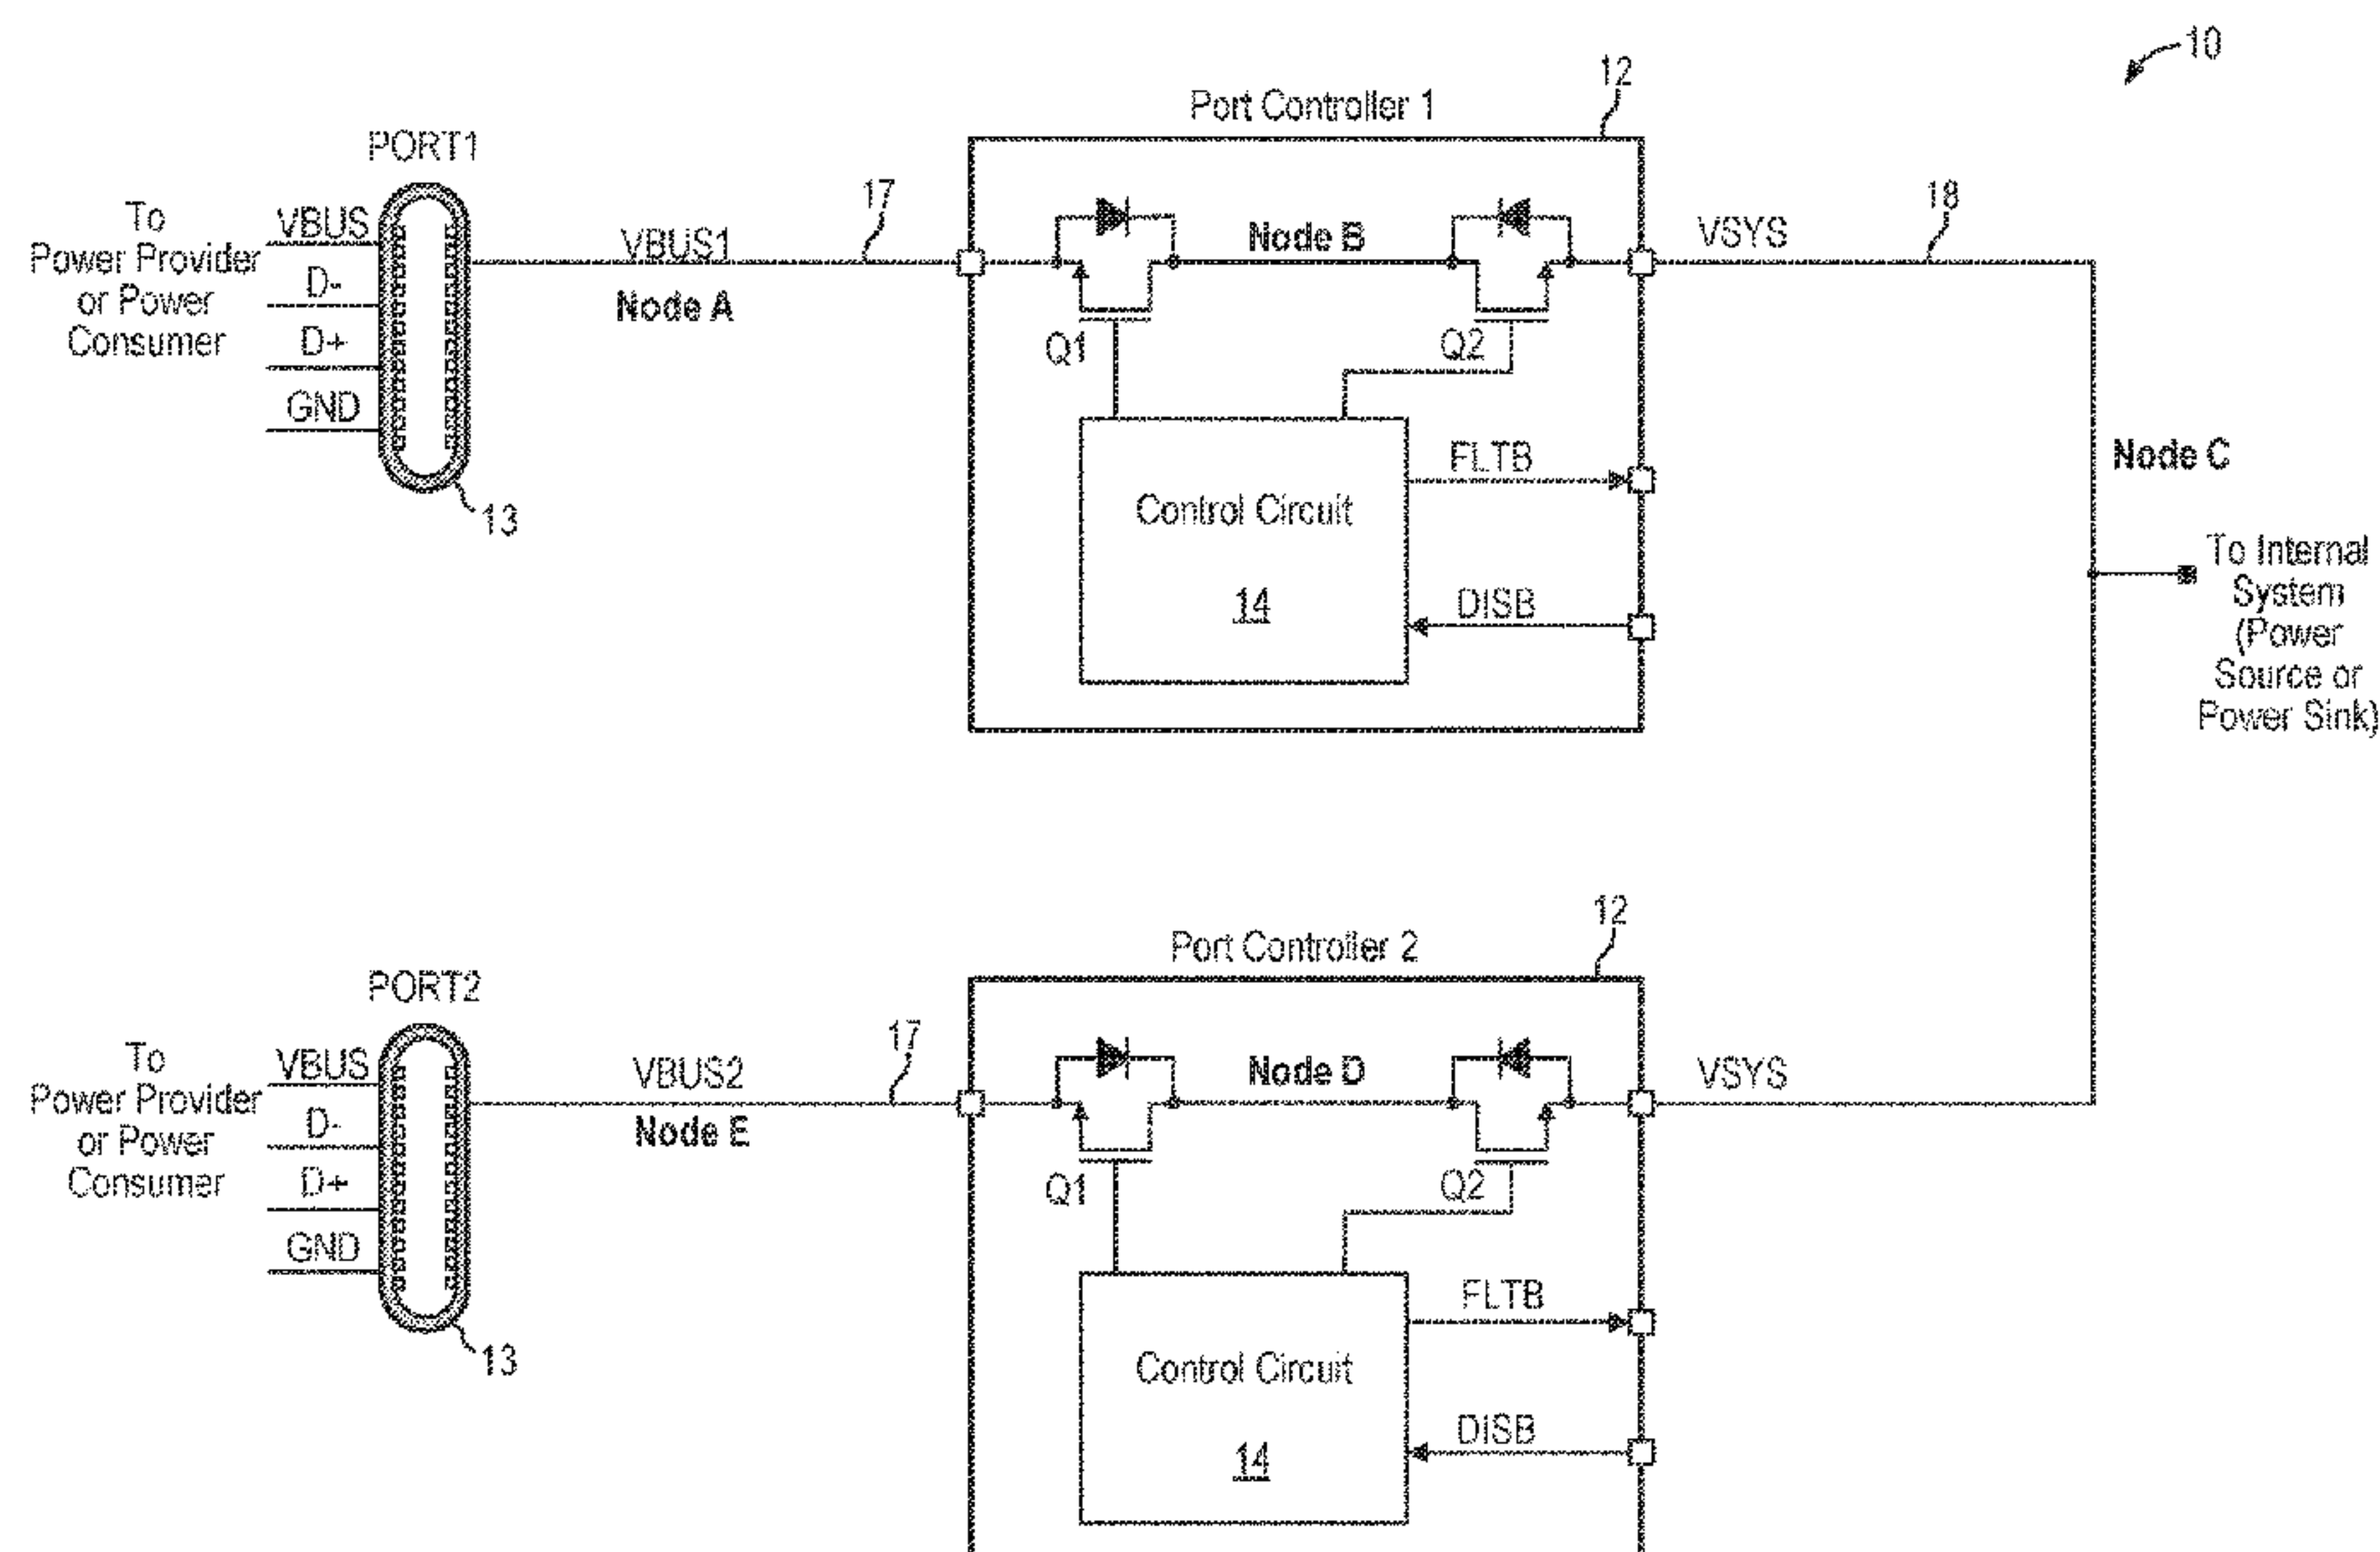 10
Port Controller 1
12
PORT1
To
Power Provider
or Power
Consumer
VBUS
D-
D+
GND
13
VBUS1
17
Node A
Node B
Q1
Q2
Control Circuit
14
FLTB
DISB
VSYS
18
Node C
To Internal
System
(Power
Source or
Power Sink)
Port Controller 2
12
PORT2
To
Power Provider
or Power
Consumer
VBUS
D-
D+
GND
13
VBUS2
17
Node E
Node D
Q1
Q2
Control Circuit
14
FLTB
DISB
VSYS